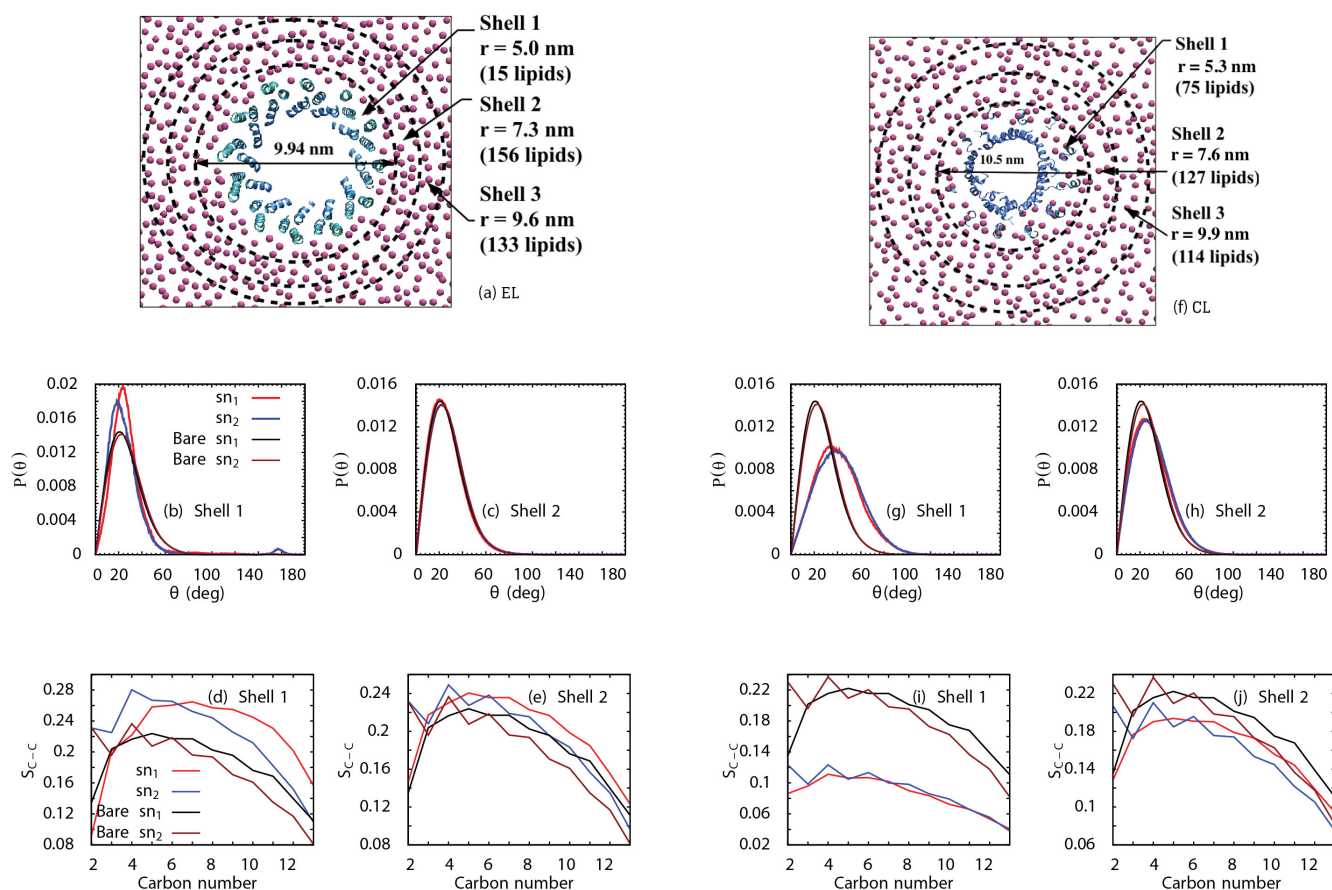 Shell 1
r = 5.0 nm
(15 lipids)
Shell 2
r = 7.3 nm
(156 lipids)
Shell 3
r = 9.6 nm
(133 lipids)
9.94 nm
(a) EL
Shell 1
r = 5.3 nm
(75 lipids)
Shell 2
r = 7.6 nm
(127 lipids)
Shell 3
r = 9.9 nm
(114 lipids)
10.5 nm
(f) CL
0.02
0.016
0.012
0.008
0.004
0
P(θ)
sn1
sn2
Bare sn1
Bare sn2
(b) Shell 1
0 20 60 100 140 180
θ (deg)
0.016
0.012
0.008
0.004
0
P(θ)
(c) Shell 2
0 20 60 100 140 180
θ (deg)
0.016
0.012
0.008
0.004
0
P(θ)
(g) Shell 1
0 20 60 100 140 180
θ(deg)
0.016
0.012
0.008
0.004
0
P(θ)
(h) Shell 2
0 20 60 100 140 180
θ(deg)
0.28
0.24
0.2
0.16
0.12
0.08
SC−C
(d) Shell 1
sn1
sn2
Bare sn1
Bare sn2
2 4 6 8 10 12
Carbon number
0.24
0.2
0.16
0.12
0.08
SC−C
(e) Shell 2
2 4 6 8 10 12
Carbon number
0.22
0.18
0.14
0.1
0.06
0.02
SC−C
(i) Shell 1
2 4 6 8 10 12
Carbon number
0.22
0.18
0.14
0.1
0.06
SC−C
(j) Shell 2
2 4 6 8 10 12
Carbon number